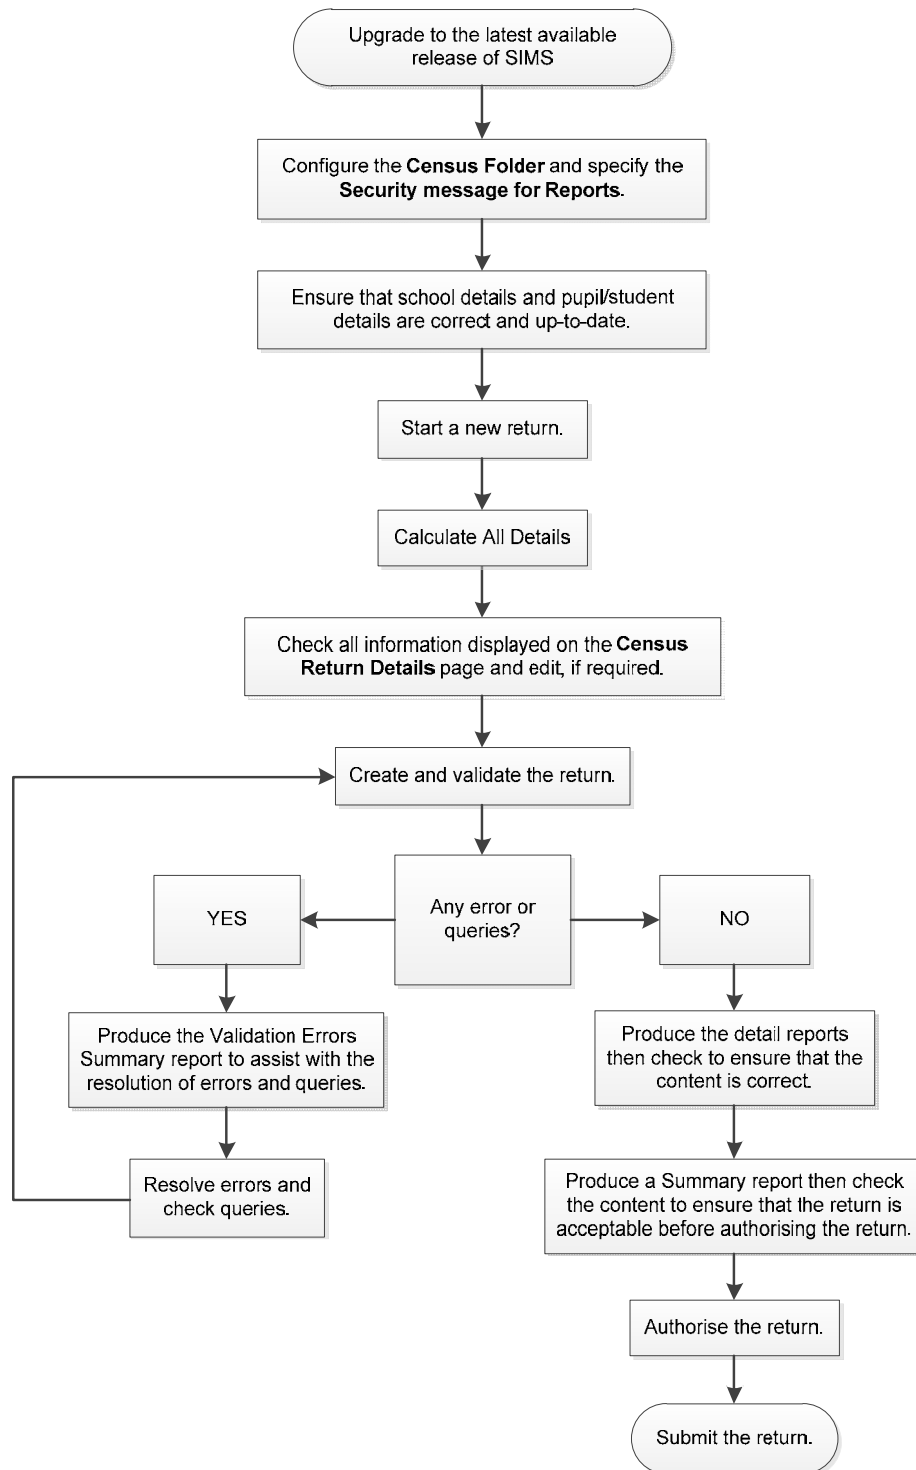 Upgrade to the latest available
release of SIMS
Configure the Census Folder and specify the
Security message for Reports.
Ensure that school details and pupil/student
details are correct and up-to-date.
Start a new return.
Calculate All Details
Check all information displayed on the Census
Return Details page and edit, if required.
Create and validate the return.
Any error or
queries?
YES
NO
Produce the Validation Errors
Summary report to assist with the
resolution of errors and queries.
Resolve errors and
check queries.
Produce the detail reports
then check to ensure that the
content is correct.
Produce a Summary report then check
the content to ensure that the return is
acceptable before authorising the return.
Authorise the return.
Submit the return.